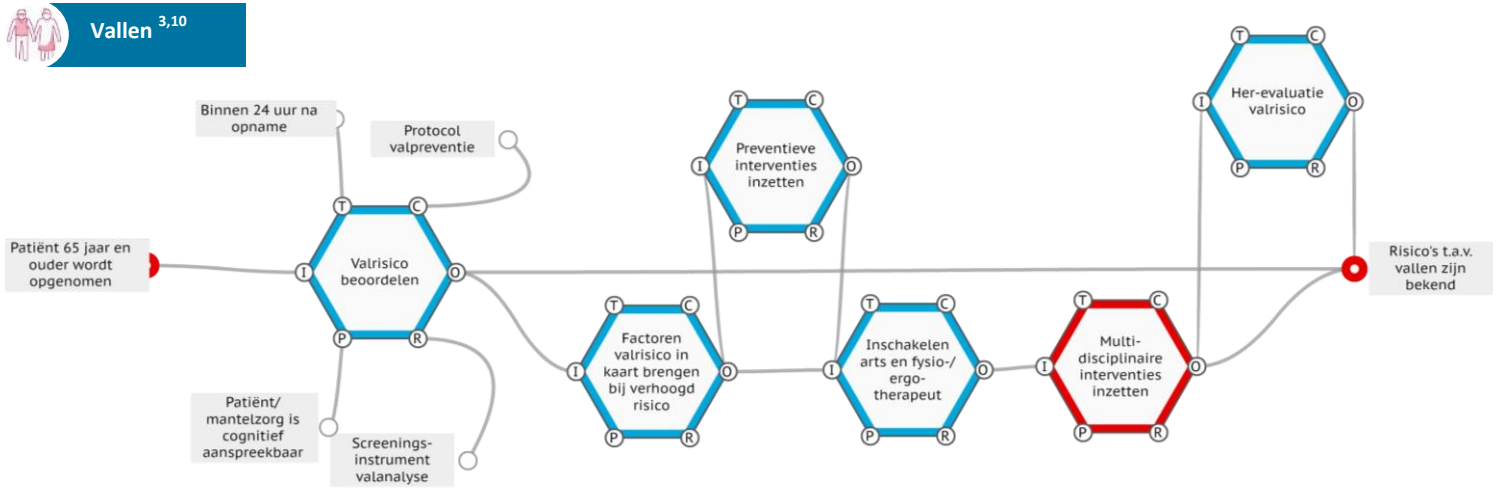 Vallen 3,10
Binnen 24 uur na
opname
Protocol
valpreventie
Patiënt 65 jaar en
ouder wordt
opgenomen
T
C
I
Valrisico
beoordelen
O
P
R
Patiënt/
mantelzorg is
cognitief
aanspreekbaar
Screenings-
instrument
valanalyse
T
C
I
Preventieve
interventies
inzetten
O
P
R
T
C
I
Factoren
valrisico in
kaart brengen
bij verhoogd
risico
O
P
R
T
C
I
Inschakelen
arts en fysio-/
ergo-
therapeut
O
P
R
T
C
I
Multi-
disciplinaire
interventies
inzetten
O
P
R
T
C
I
Her-evaluatie
valrisico
O
P
R
Risico's t.a.v.
vallen zijn
bekend